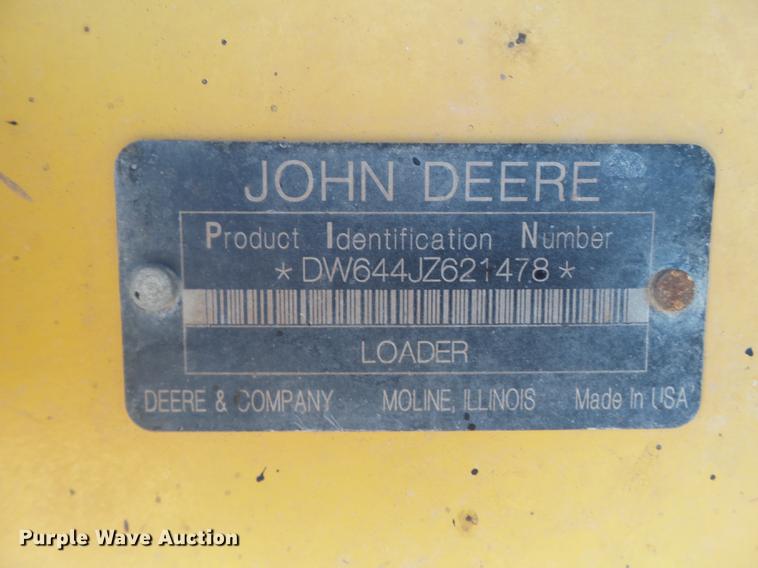 JOHN DEERE
Product Identification Number
*DW644JZ621478*
LOADER
DEERE & COMPANY MOLINE, ILLINOIS Made In USA
Purple Wave Auction